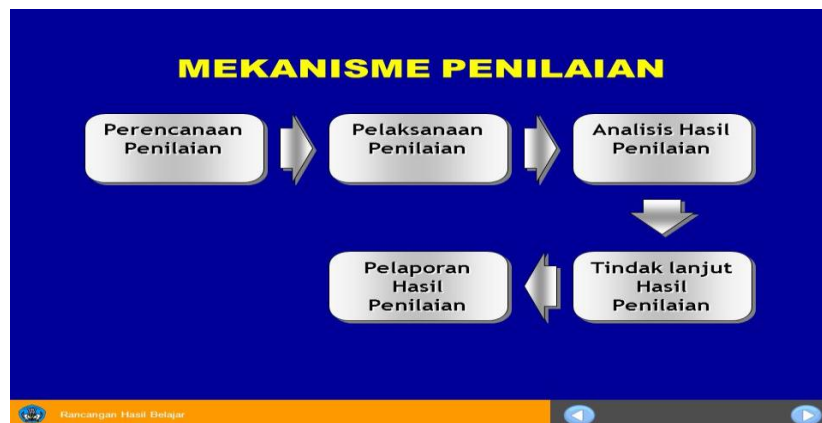 MEKANISME PENILAIAN
Perencanaan
Penilaian
Pelaksanaan
Penilaian
Analisis Hasil
Penilaian
Tindak lanjut
Hasil
Penilaian
Pelaporan
Hasil
Penilaian
Rancangan Hasil Belajar